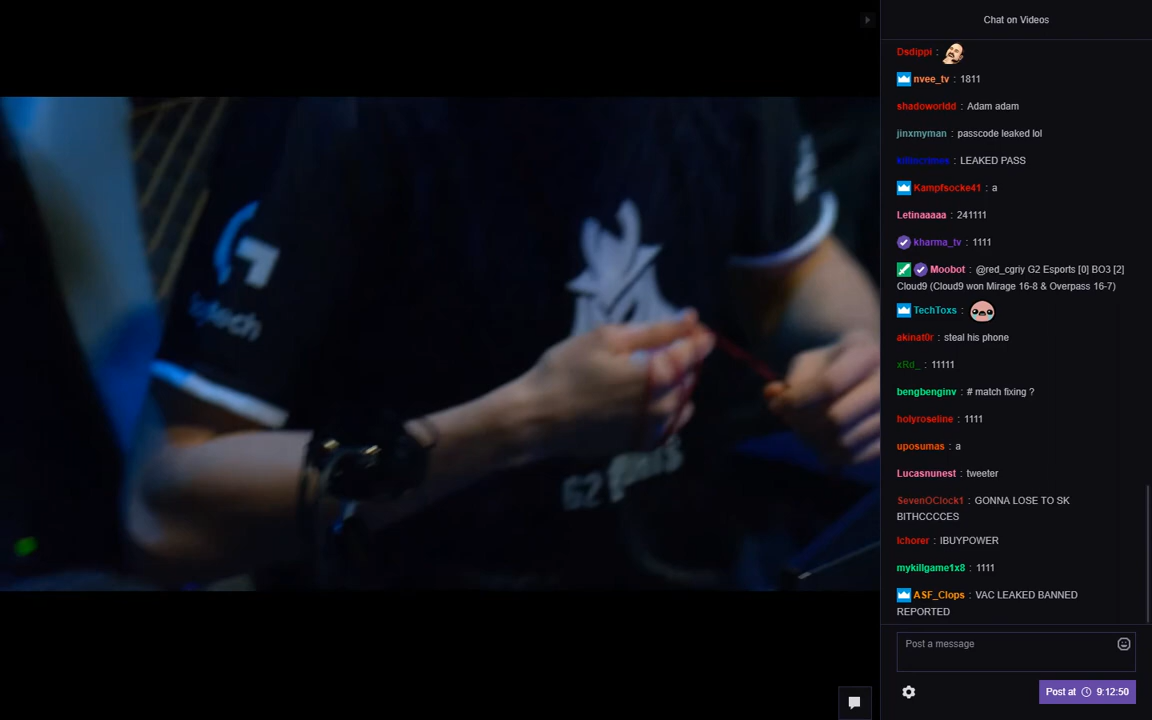 Chat on Videos
Dsdippi :
nvee_tv : 1811
shadoworldd : Adam adam
jinxmyman : passcode leaked lol
: LEAKED PASS
Kampfsocke41 : a
Letinaaaaa : 241111
kharma_tv : 1111
Moobot : @red_cgriy G2 Esports [0] BO3 [2]
Cloud9 (Cloud9 won Mirage 16-8 & Overpass 16-7)
TechToxs :
akinat0r : steal his phone
xRd_ : 11111
bengbenginv : # match fixing ?
holyroseline : 1111
uposumas : a
Lucasnunest : tweeter
SevenOClock1 : GONNA LOSE TO SK
BITHCCCCES
Ichorer : IBUYPOWER
mykillgame1x8 : 1111
ASF_Clops : VAC LEAKED BANNED
REPORTED
Post a message
Post at 9:12:50
G
logitech
G2